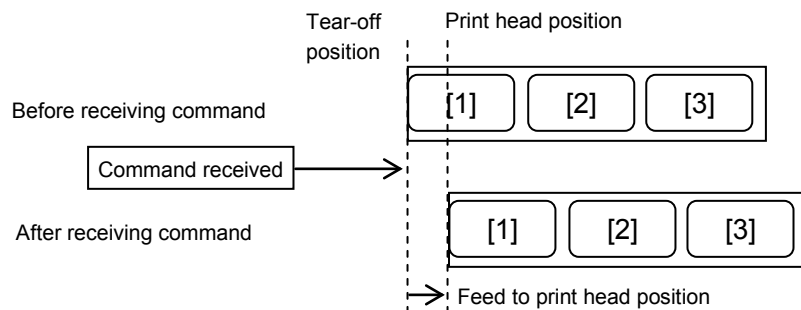 Tear-off
position
Print head position
Before receiving command
[1] [2] [3]
Command received
After receiving command
[1] [2] [3]
Feed to print head position